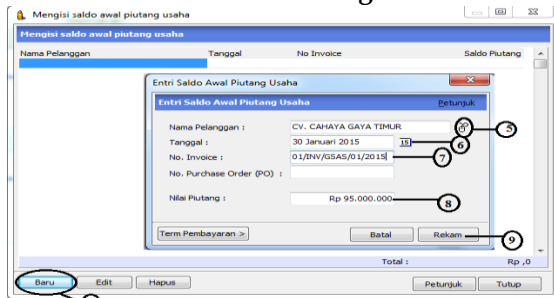 Mengisi saldo awal piutang usaha
Mengisi saldo awal piutang usaha
Nama Pelanggan Tanggal No Invoice Saldo Piutang
Entri Saldo Awal Piutang Usaha
Entri Saldo Awal Piutang Usaha Petunjuk
Nama Pelanggan : CV. CAHAYA GAYA TIMUR 5
Tanggal : 30 Januari 2015 15 6
No. Invoice : 01/INV/GSAS/01/2015 7
No. Purchase Order (PO) :
Nilai Piutang : Rp 95.000.000 8
Term Pembayaran > Batal Rekam 9
Total : Rp ,0
Baru Edit Hapus Petunjuk Tutup